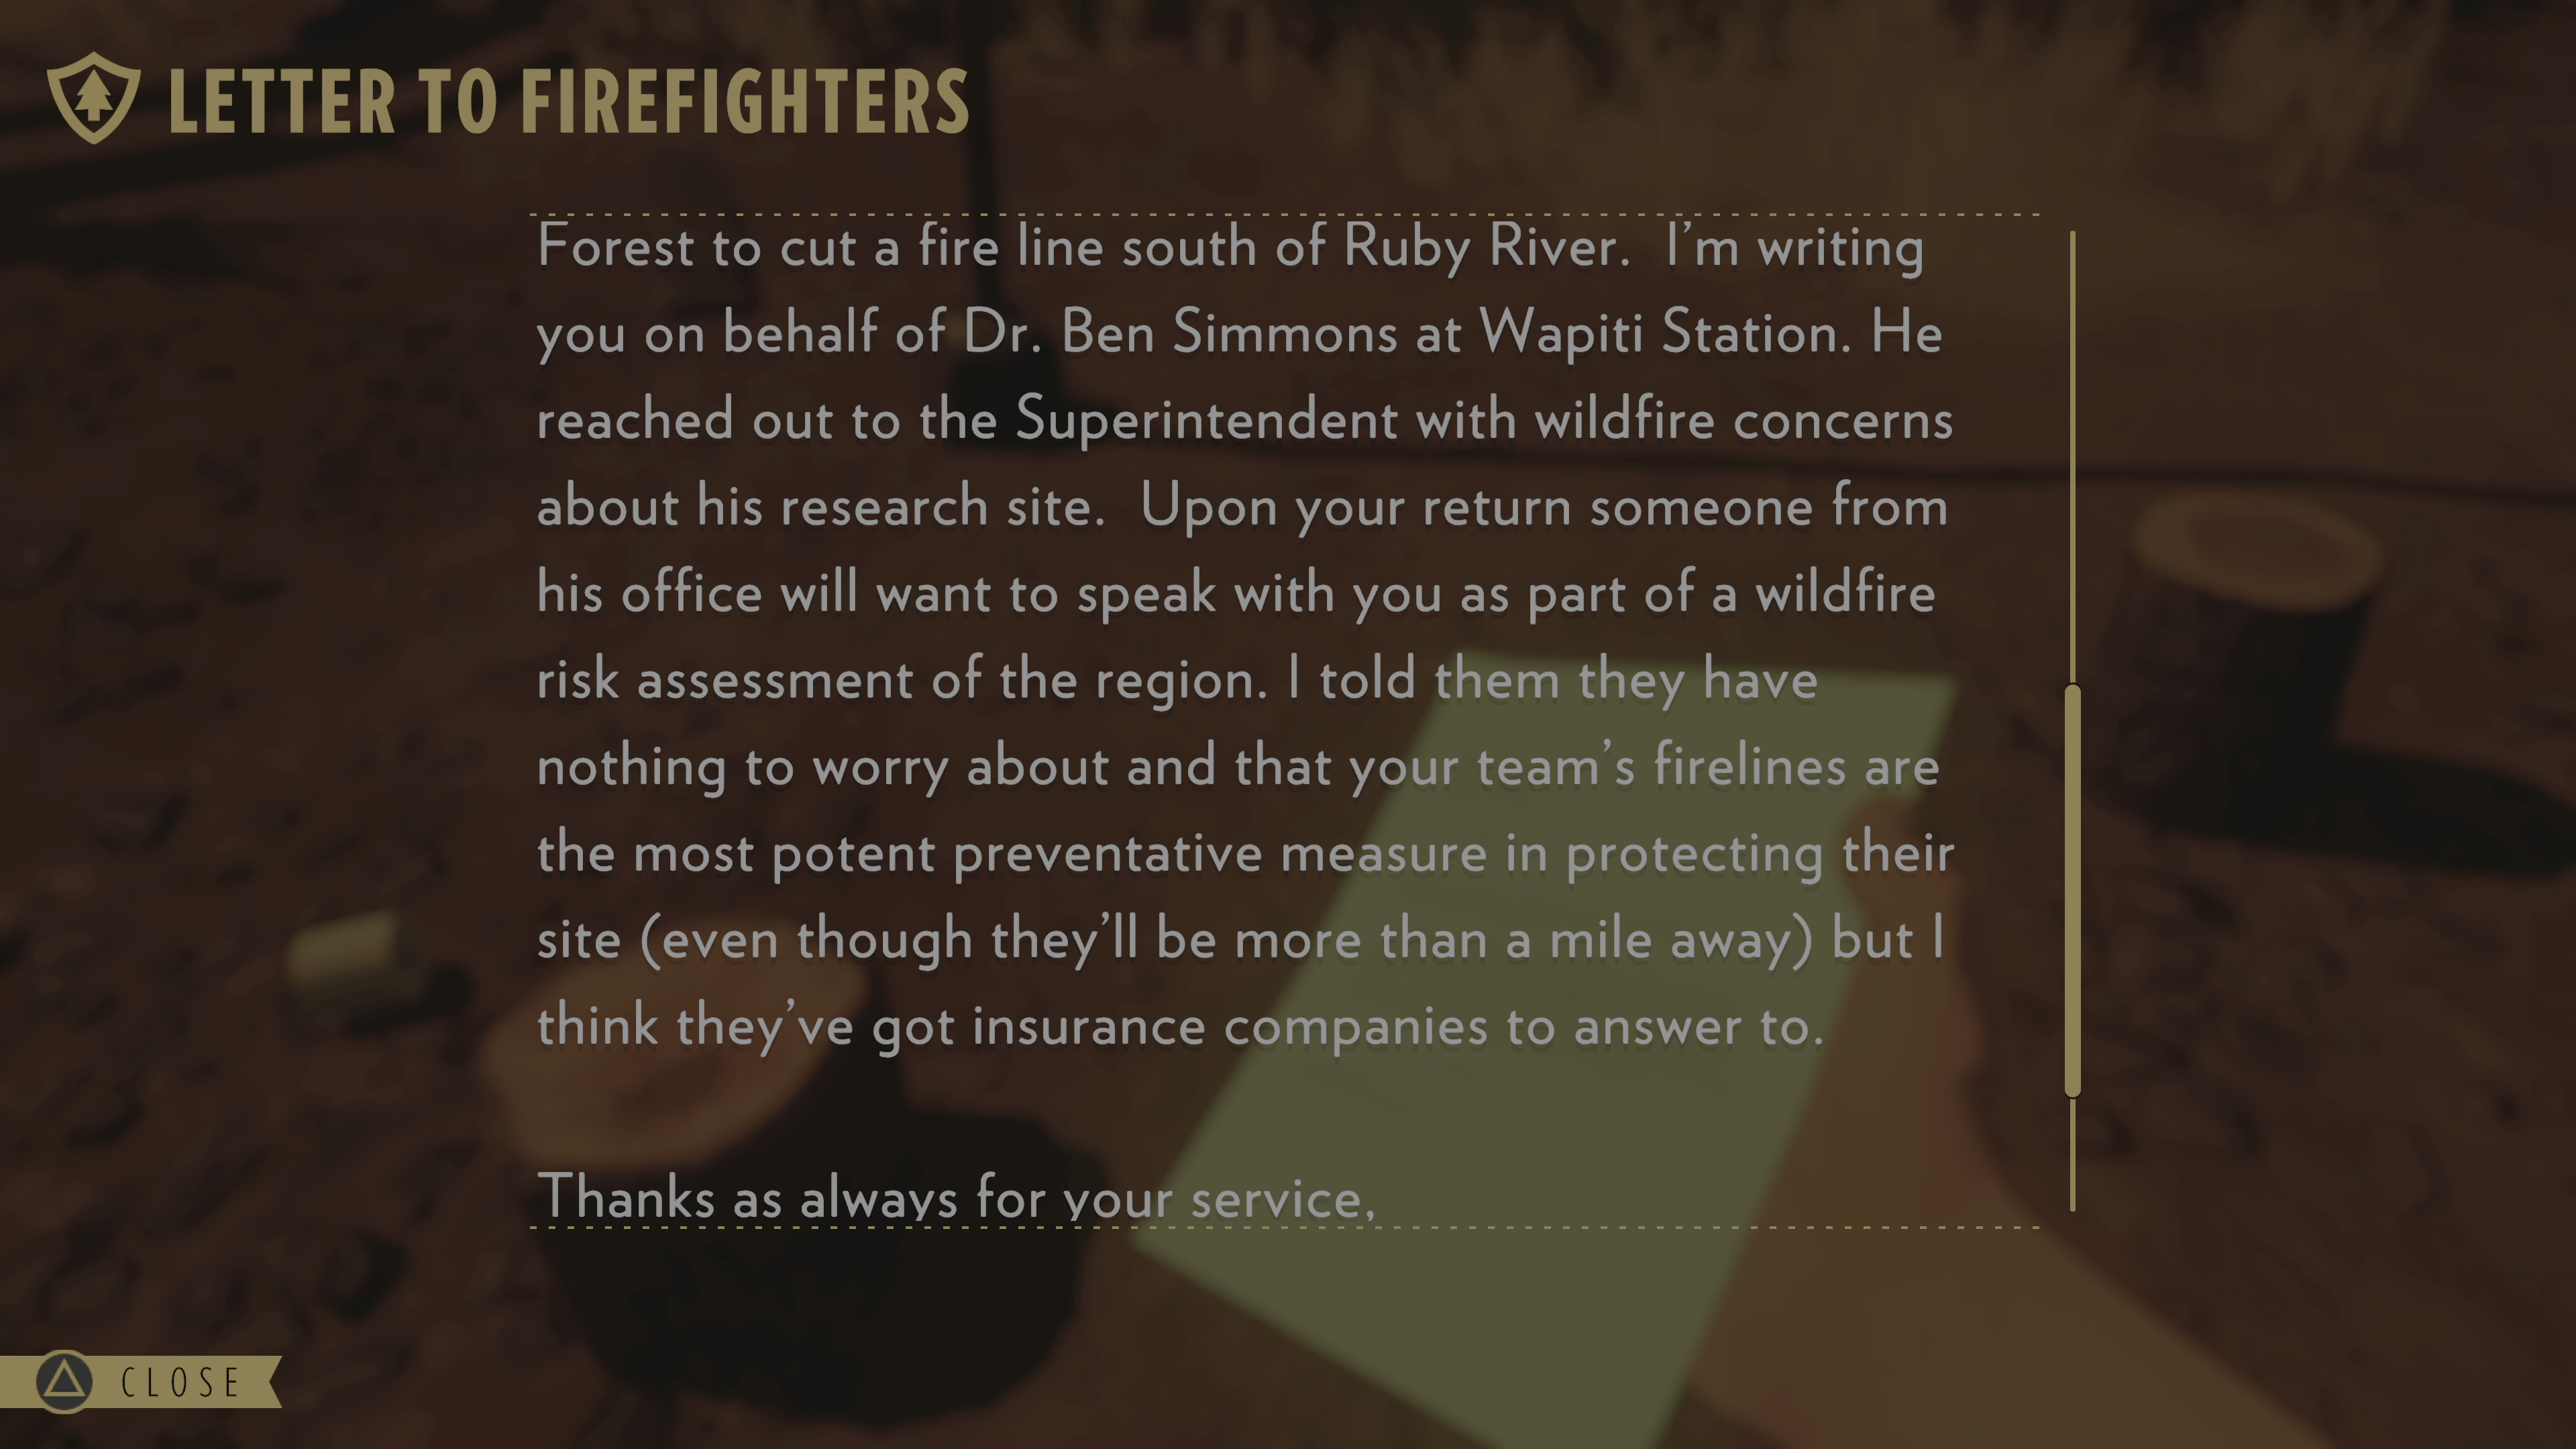 LETTER TO FIREFIGHTERS
Forest to cut a fire line south of Ruby River.  I'm writing
you on behalf of Dr. Ben Simmons at Wapiti Station. He
reached out to the Superintendent with wildfire concerns
about his research site.  Upon your return someone from
his office will want to speak with you as part of a wildfire
risk assessment of the region. I told them they have
nothing to worry about and that your team's firelines are
the most potent preventative measure in protecting their
site (even though they'll be more than a mile away) but I
think they've got insurance companies to answer to.
Thanks as always for your service,
CLOSE